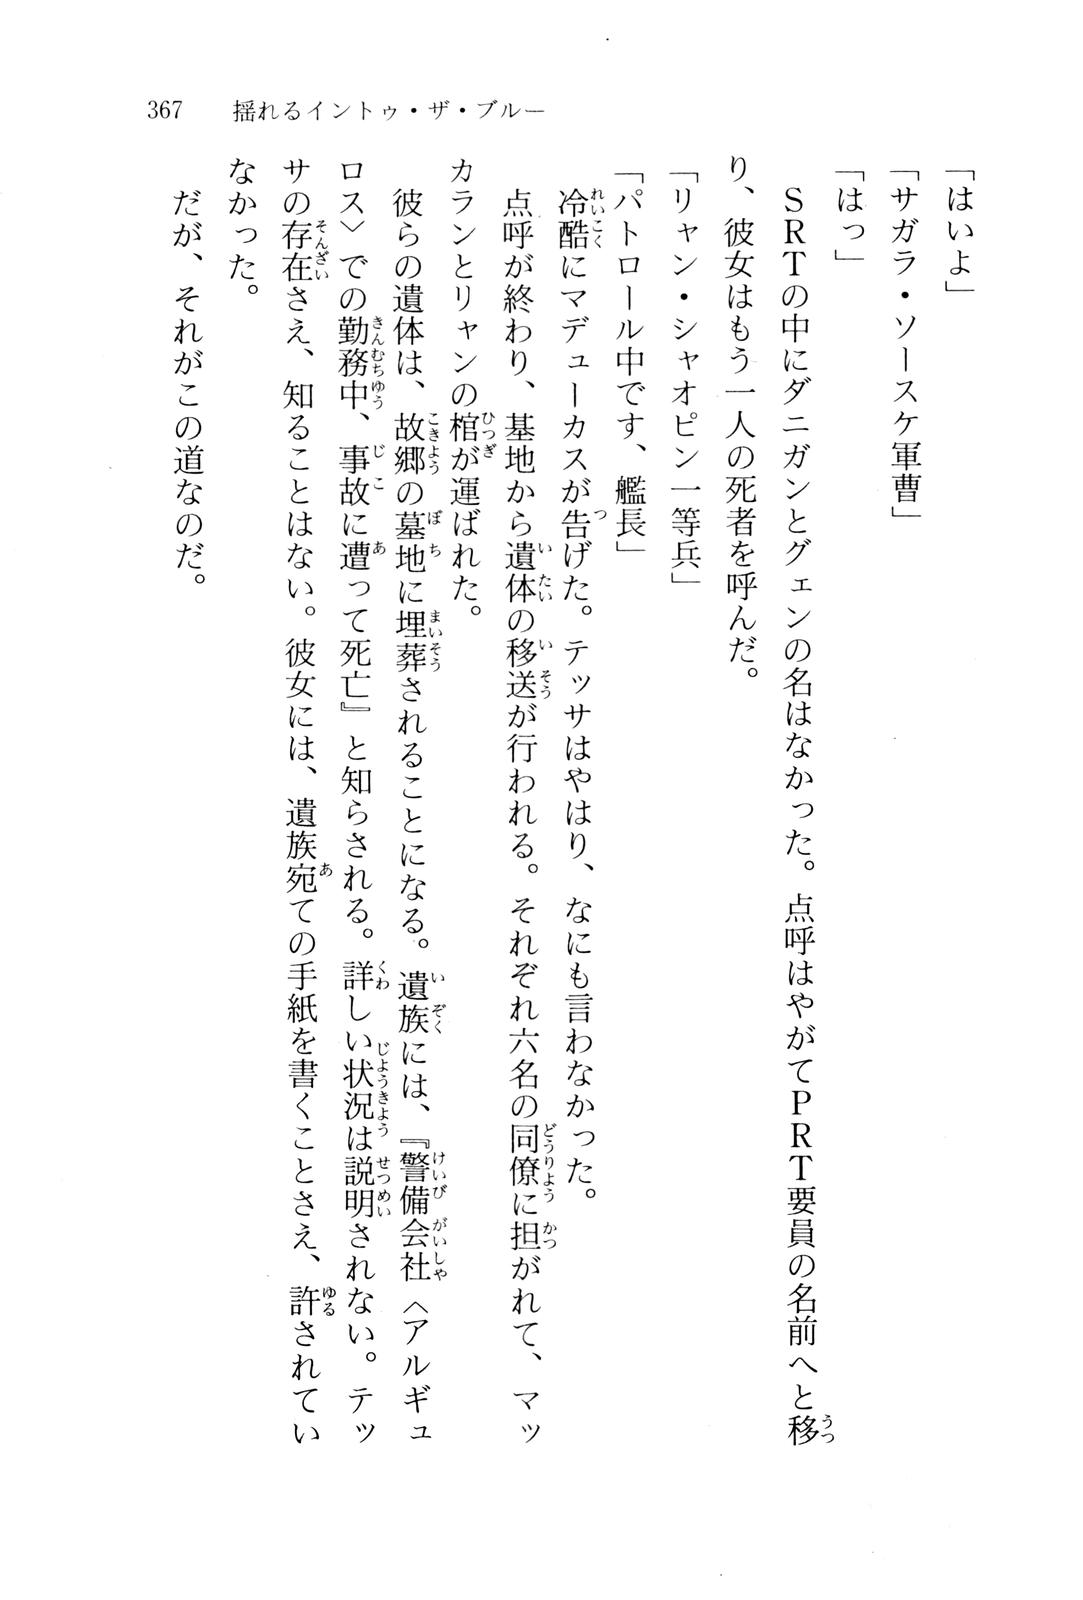 367 揺れるイントゥ・ザ・ブルー
「はいよ」
「サガラ・ソースケ軍曹」
「はっ」
　ＳＲＴの中にダニガンとグェンの名はなかった。点呼はやがてＰＲＴ要員の名前へと移
り、彼女はもう一人の死者を呼んだ。
「リャン・シャオピン一等兵」
「パトロール中です、艦長」
　冷酷にマデューカスが告げた。テッサはやはり、なにも言わなかった。
　点呼が終わり、墓地から遺体の移送が行われる。それぞれ六名の同僚に担がれて、マッ
カランとリャンの棺が運ばれた。
　彼らの遺体は、故郷の墓地に埋葬されることになる。遺族には、『警備会社〈アルギュ
ロス〉での勤務中、事故に遭って死亡』と知らされる。詳しい状況は説明されない。テッ
サの存在さえ、知ることはない。彼女には、遺族宛ての手紙を書くことさえ、許されてい
なかった。
　だが、それがこの道なのだ。